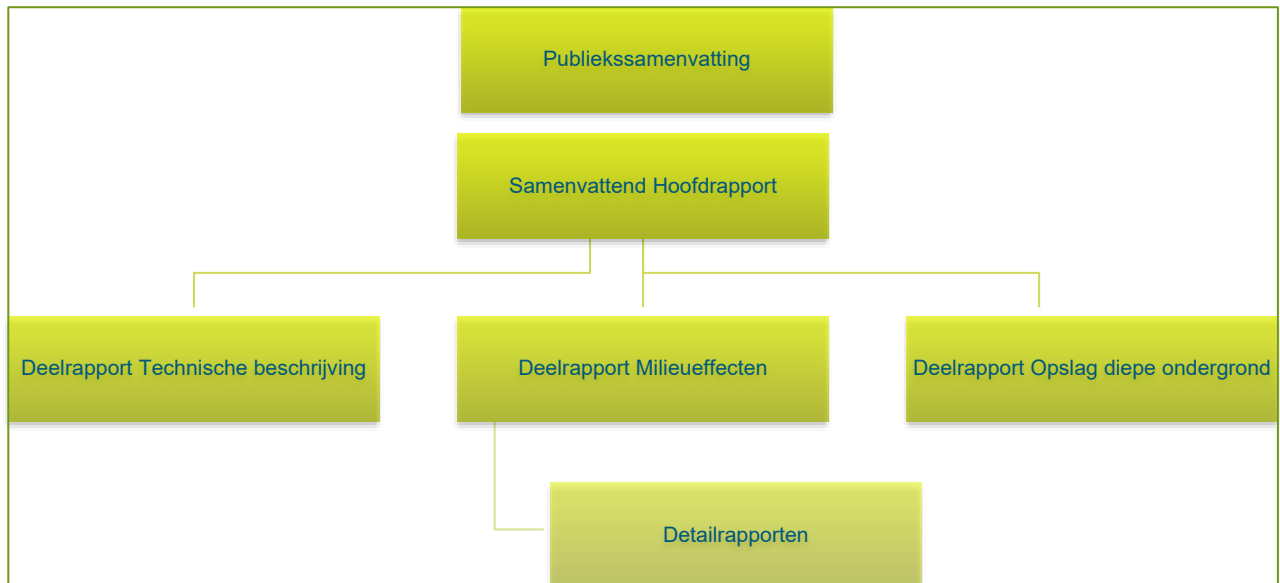 Publiekssamenvatting
Samenvattend Hoofdrapport
Deelrapport Technische beschrijving
Deelrapport Milieueffecten
Deelrapport Opslag diepe ondergrond
Detailrapporten